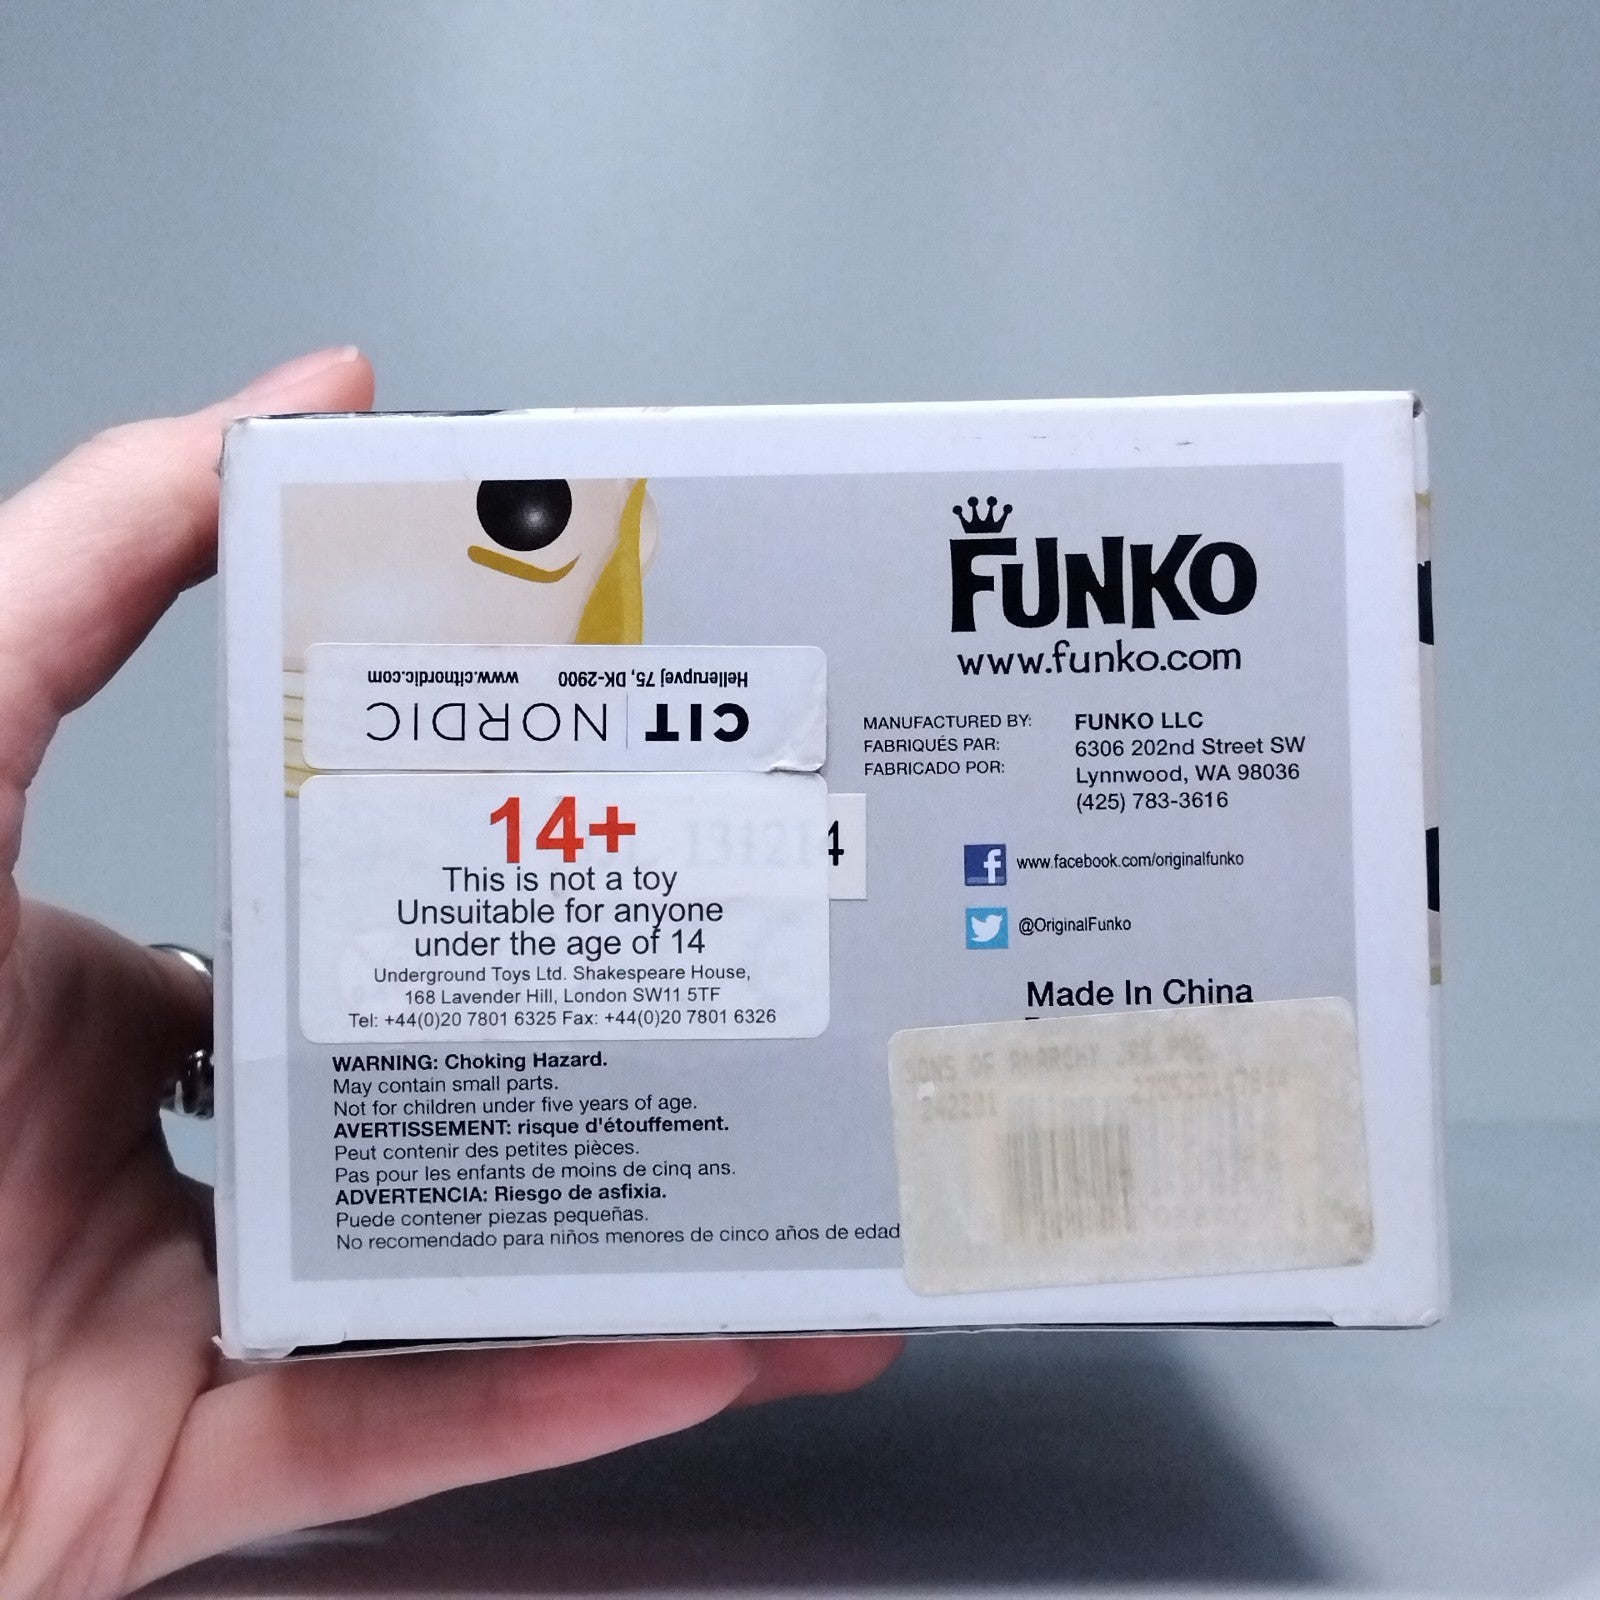 FUNKO
www.funko.com
MANUFACTURED BY: FUNKO LLC
FABRIQUÉS PAR: 6306 202nd Street SW
FABRICADO POR: Lynnwood, WA 98036
(425) 783-3616
www.facebook.com/originalfunko
@OriginalFunko
Made In China
CIT NORDIC
Hellerupvej 75, DK-2900 www.citnordic.com
14+
This is not a toy
Unsuitable for anyone
under the age of 14
Underground Toys Ltd. Shakespeare House,
168 Lavender Hill, London SW11 5TF
Tel: +44(0)20 7801 6325 Fax: +44(0)20 7801 6326
4
WARNING: Choking Hazard.
May contain small parts.
Not for children under five years of age.
AVERTISSEMENT: risque d'étouffement.
Peut contenir des petites pièces.
Pas pour les enfants de moins de cinq ans.
ADVERTENCIA: Riesgo de asfixia.
Puede contener piezas pequeñas.
No recomendado para niños menores de cinco años de edad
SONS OF ANARCHY POP
242281